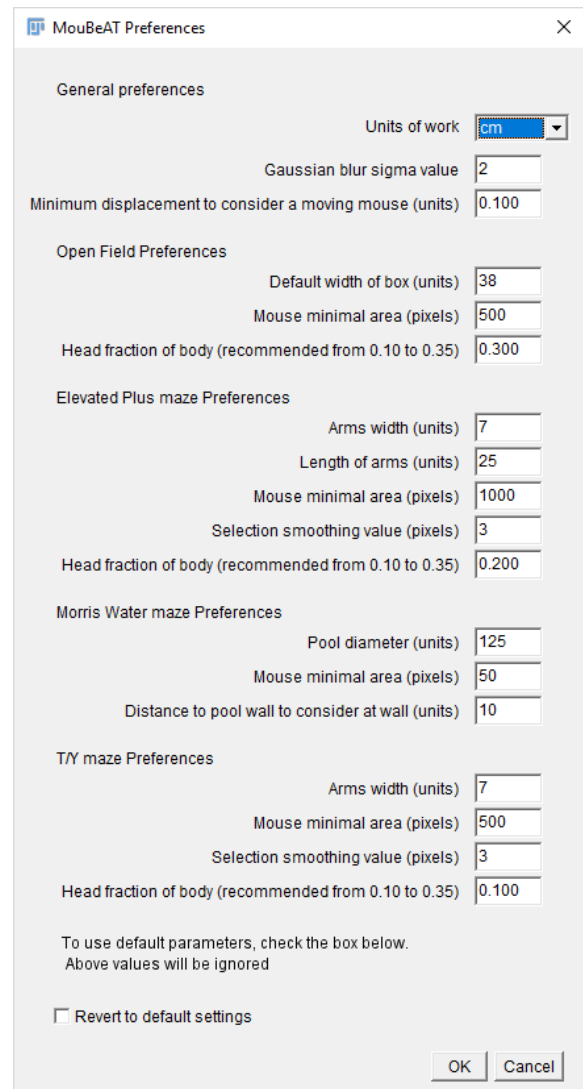 MouBeAT Preferences
General preferences
Units of work cm
Gaussian blur sigma value 2
Minimum displacement to consider a moving mouse (units) 0.100
Open Field Preferences
Default width of box (units) 38
Mouse minimal area (pixels) 500
Head fraction of body (recommended from 0.10 to 0.35) 0.300
Elevated Plus maze Preferences
Arms width (units) 7
Length of arms (units) 25
Mouse minimal area (pixels) 1000
Selection smoothing value (pixels) 3
Head fraction of body (recommended from 0.10 to 0.35) 0.200
Morris Water maze Preferences
Pool diameter (units) 125
Mouse minimal area (pixels) 50
Distance to pool wall to consider at wall (units) 10
T/Y maze Preferences
Arms width (units) 7
Mouse minimal area (pixels) 500
Selection smoothing value (pixels) 3
Head fraction of body (recommended from 0.10 to 0.35) 0.100
To use default parameters, check the box below.
Above values will be ignored
Revert to default settings
OK Cancel